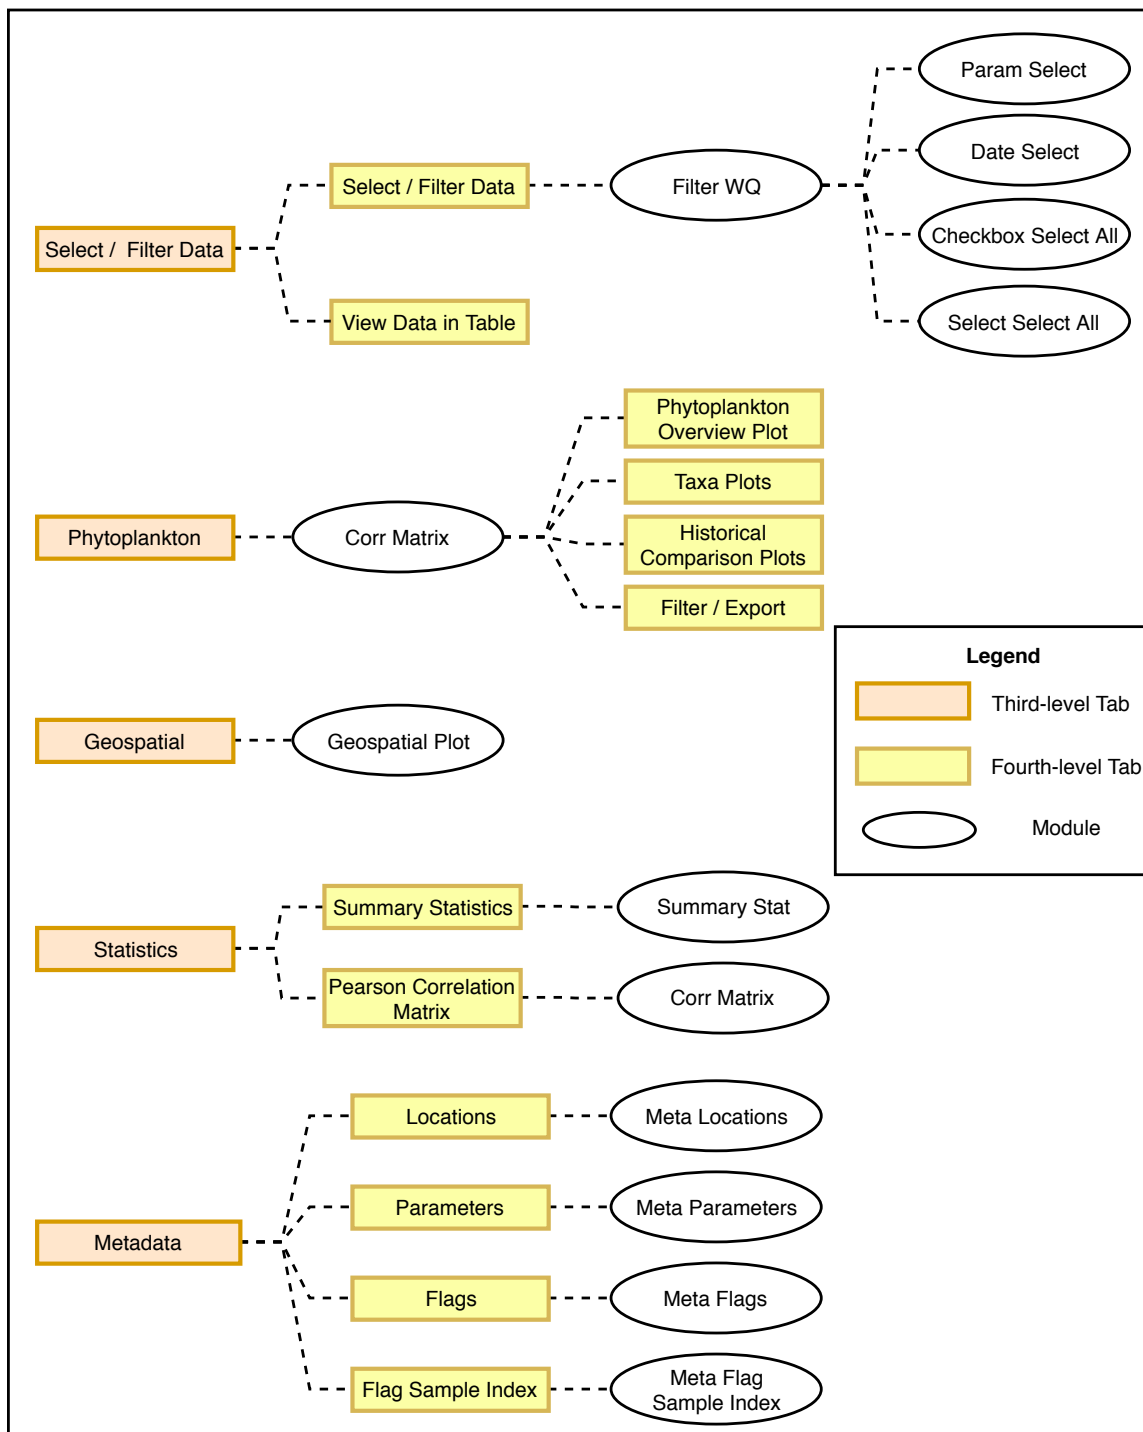 Param Select
Date Select
Select / Filter Data
Filter WQ
Checkbox Select All
Select /  Filter Data
View Data in Table
Select Select All
Phytoplankton
Overview Plot
Taxa Plots
Phytoplankton
Corr Matrix
Historical
Comparison Plots
Filter / Export
Legend
Third-level Tab
Geospatial
Geospatial Plot
Fourth-level Tab
Module
Summary Statistics
Summary Stat
Statistics
Pearson Correlation
Matrix
Corr Matrix
Locations
Meta Locations
Parameters
Meta Parameters
Metadata
Flags
Meta Flags
Flag Sample Index
Meta Flag
Sample Index